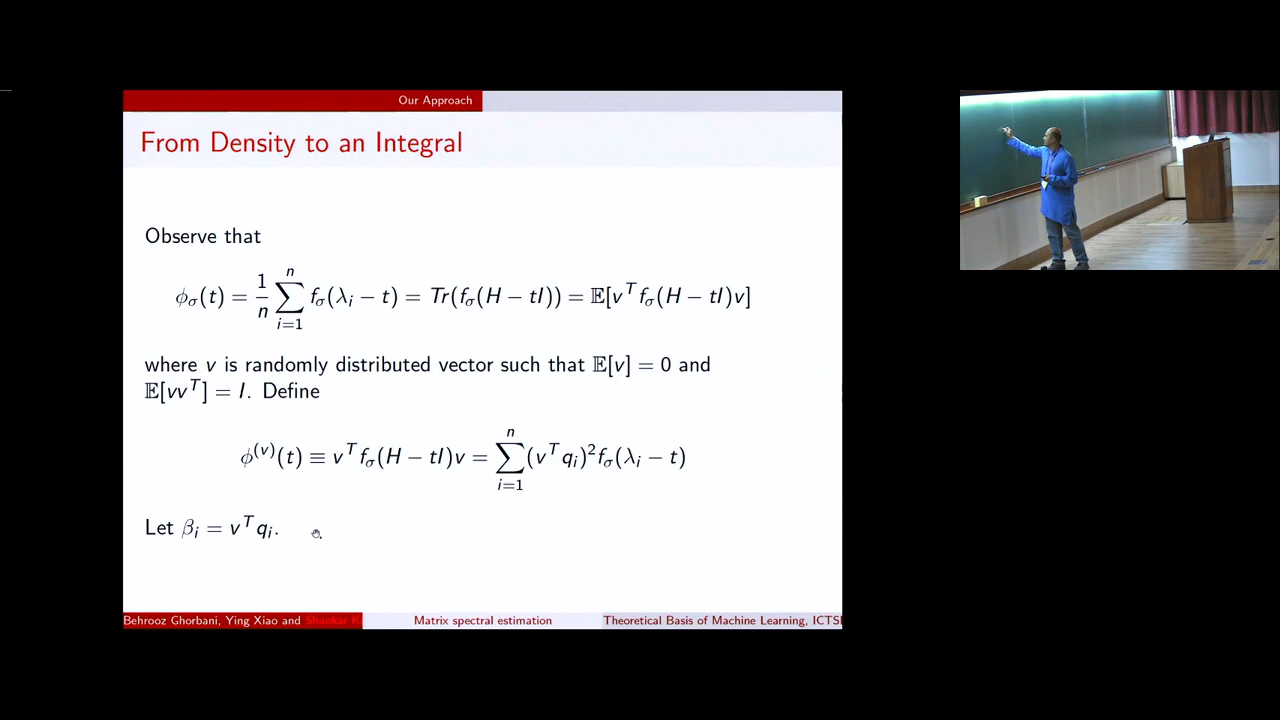 Our Approach
From Density to an Integral
Observe that
ϕ_σ(t) = 1/n ∑_{i=1}^{n} f_σ(λ_i − t) = Tr(f_σ(H − tI)) = 𝔼[v^T f_σ(H − tI)v]
where v is randomly distributed vector such that 𝔼[v] = 0 and
𝔼[vv^T] = I. Define
ϕ^{(v)}(t) ≡ v^T f_σ(H − tI)v = ∑_{i=1}^{n} (v^T q_i)^2 f_σ(λ_i − t)
Let β_i = v^T q_i.
Behrooz Ghorbani, Ying Xiao and Shankar Matrix spectral estimation Theoretical Basis of Machine Learning, ICTS